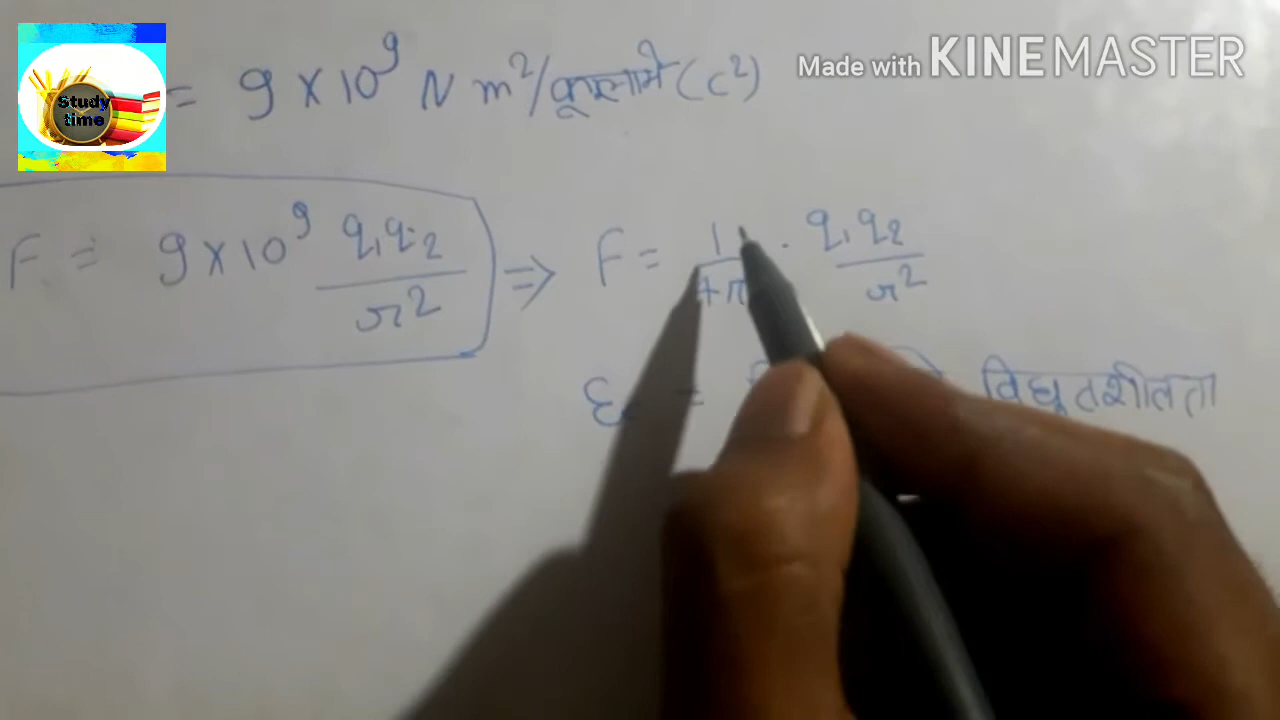 Study time
Made with KINEMASTER
= 9 × 10⁹ N m²/कूलाम (C²)
F = 9 × 10⁹ q₁q₂/r² ⇒ F = 1/4π · q₁q₂/r²
= विद्युतशीलता